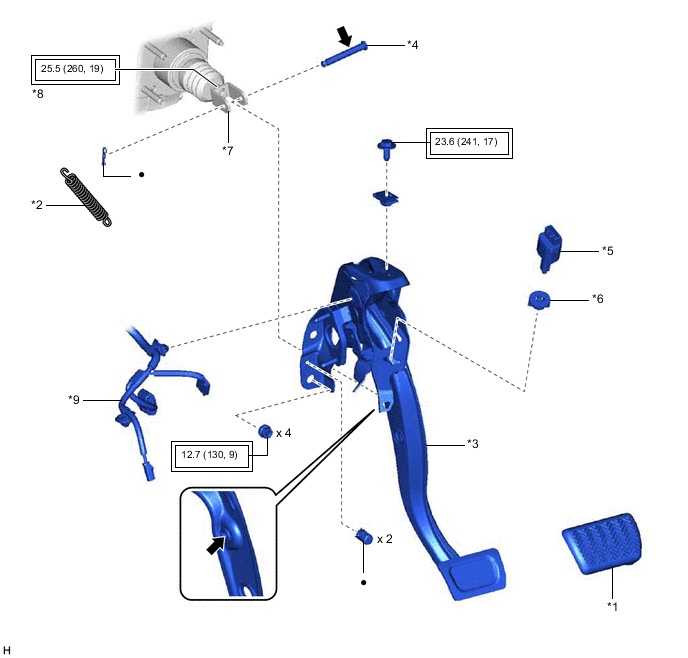 *4
25.5 (260, 19)
*8
*7
23.6 (241, 17)
•
*2
*5
*6
*9
x 4
*3
12.7 (130, 9)
x 2
•
*1
H